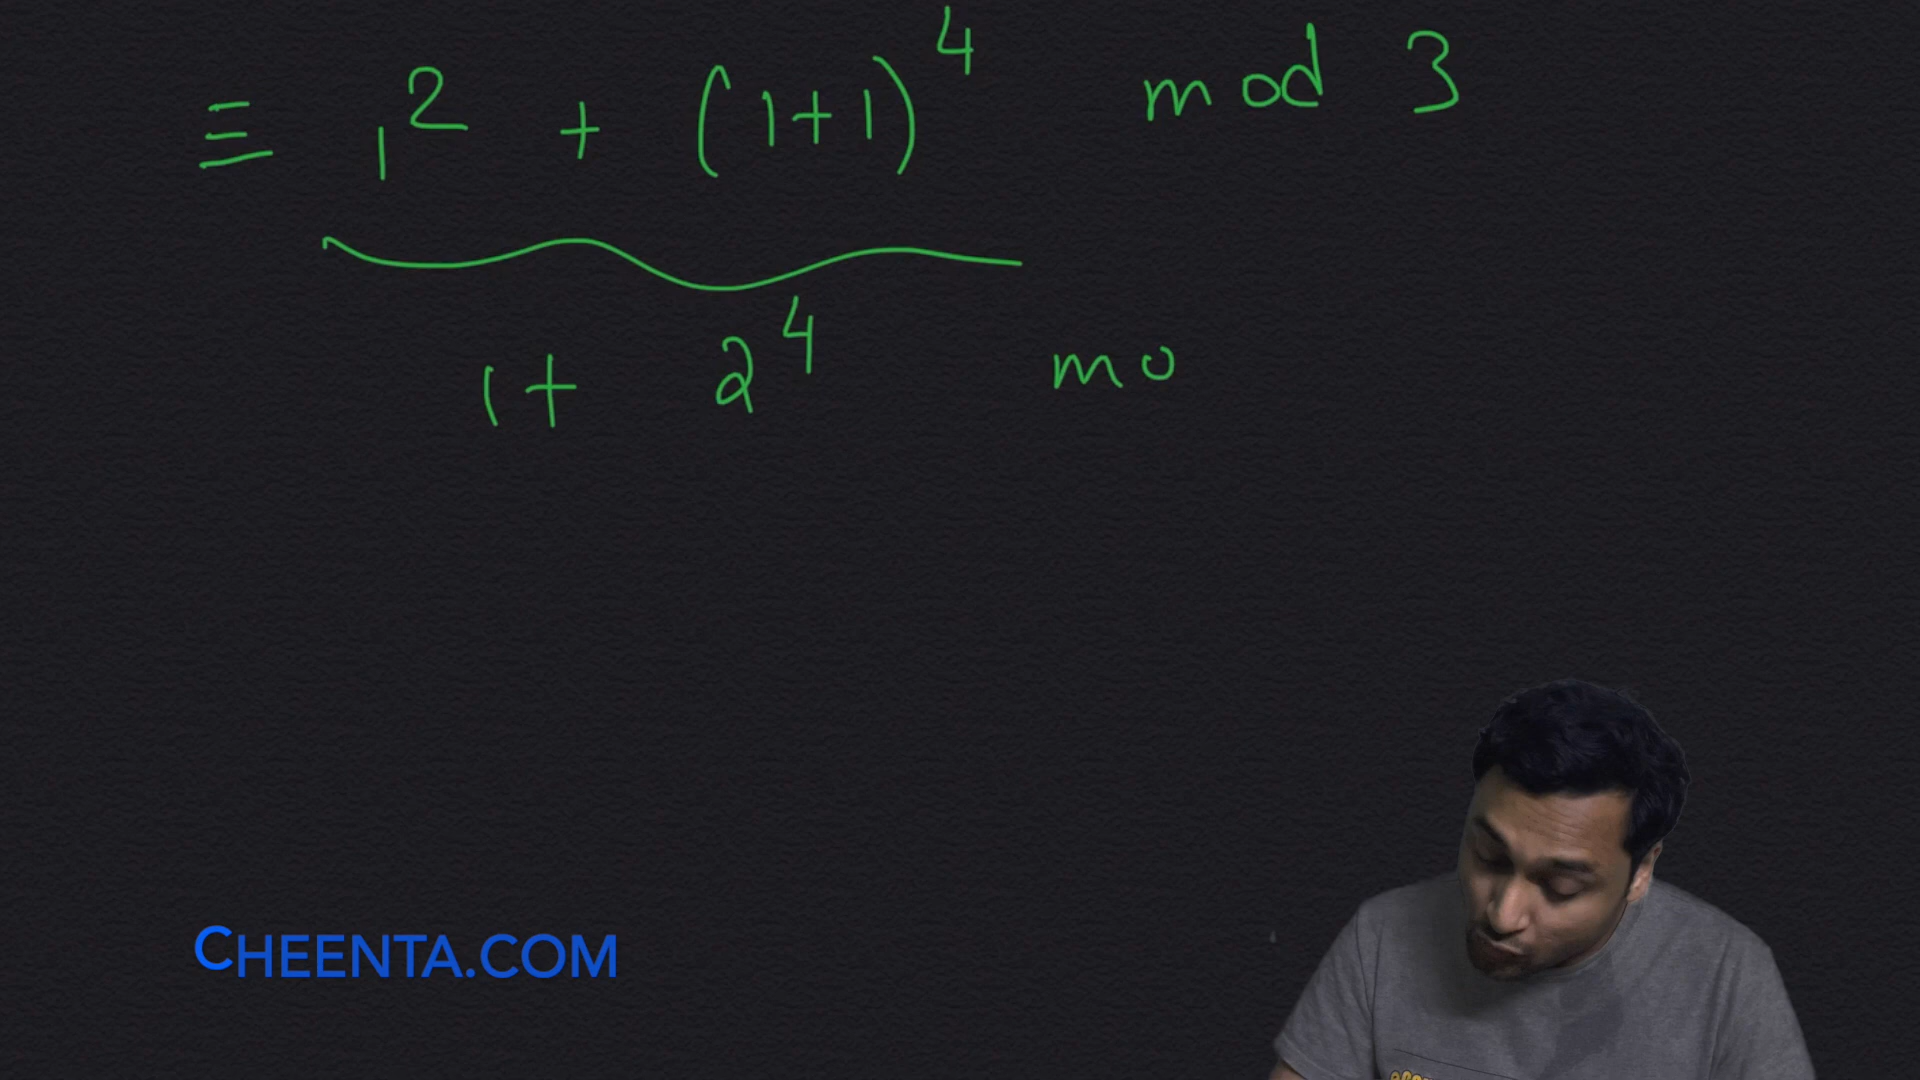 ≡ 1² + (1+1)⁴ mod 3
1+ 2⁴ mo
CHEENTA.COM